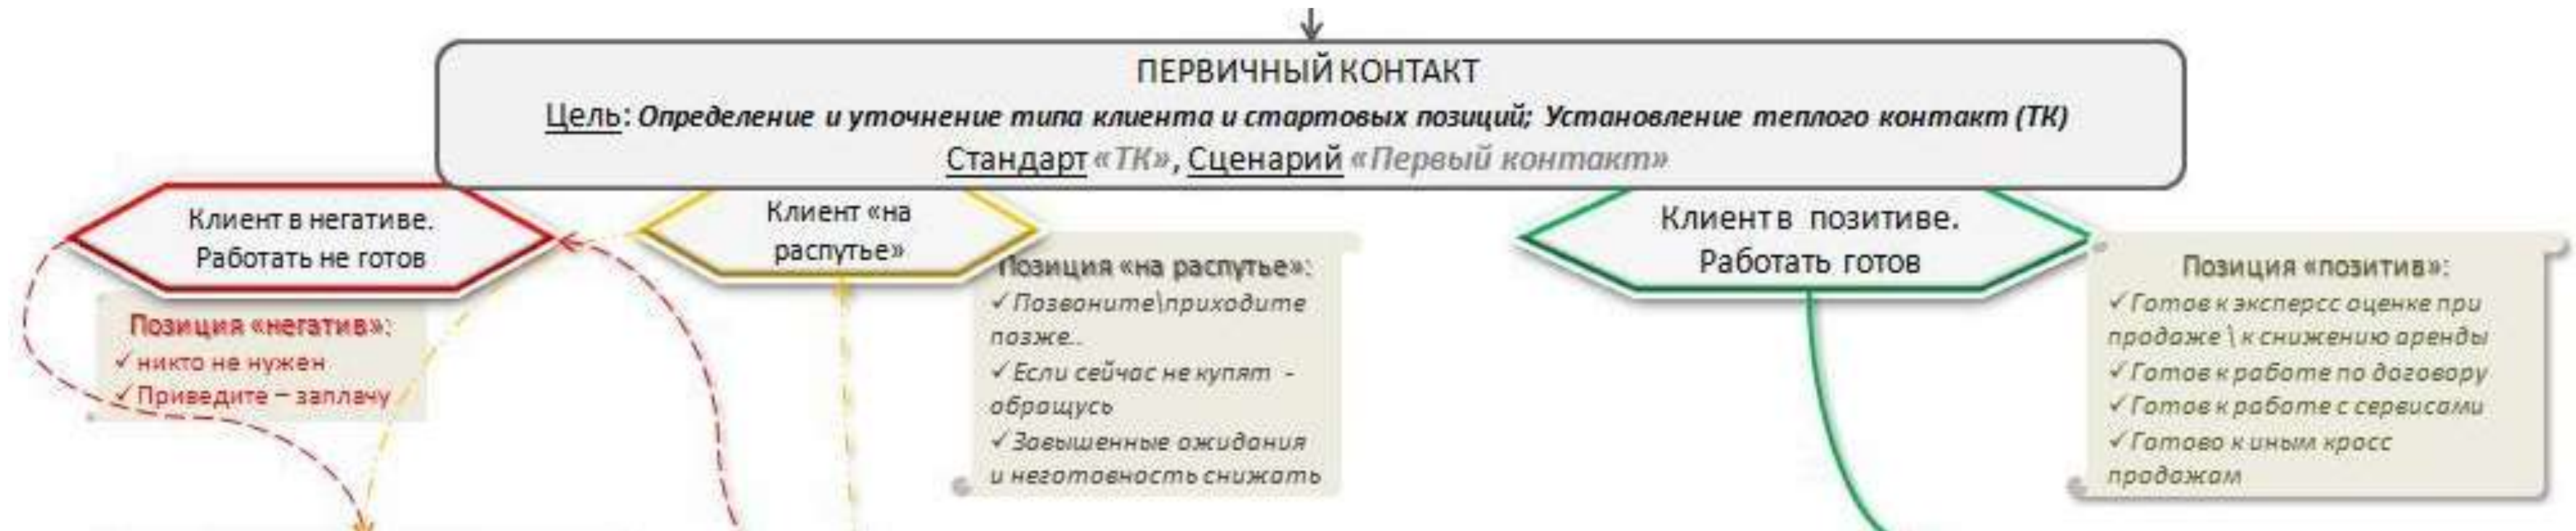 ПЕРВИЧНЫЙ КОНТАКТ
Цель: Определение и уточнение типа клиента и стартовых позиций; Установление теплого контакт (ТК)
Стандарт «ТК», Сценарий «Первый контакт»
Клиент в негативе.
Работать не готов
Позиция «негатив»:
✓ никто не нужен
✓ Приведите – заплачу
Клиент «на
распутье»
Позиция «на распутье»:
✓ Позвоните\приходите
позже..
✓ Если сейчас не купят -
обращусь
✓ Завышенные ожидания
и неготовность снижать
Клиент в позитиве.
Работать готов
Позиция «позитив»:
✓ Готов к эксперсс оценке при
продаже \ к снижению аренды
✓ Готов к работе по договору
✓ Готов к работе с сервисами
✓ Готово к иным кросс
продажам